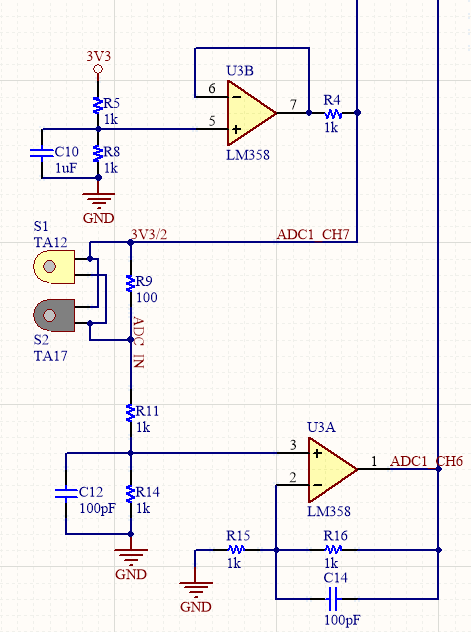 3V3
U3B
R5
1k
6
7
R4
1k
5
C10
1uF
R8
1k
LM358
GND
S1
TA12
3V3/2
ADC1_CH7
R9
100
S2
TA17
ADC_IN
R11
1k
U3A
3
1
ADC1_CH6
2
C12
100pF
R14
1k
LM358
R15
1k
R16
1k
GND
C14
100pF
GND